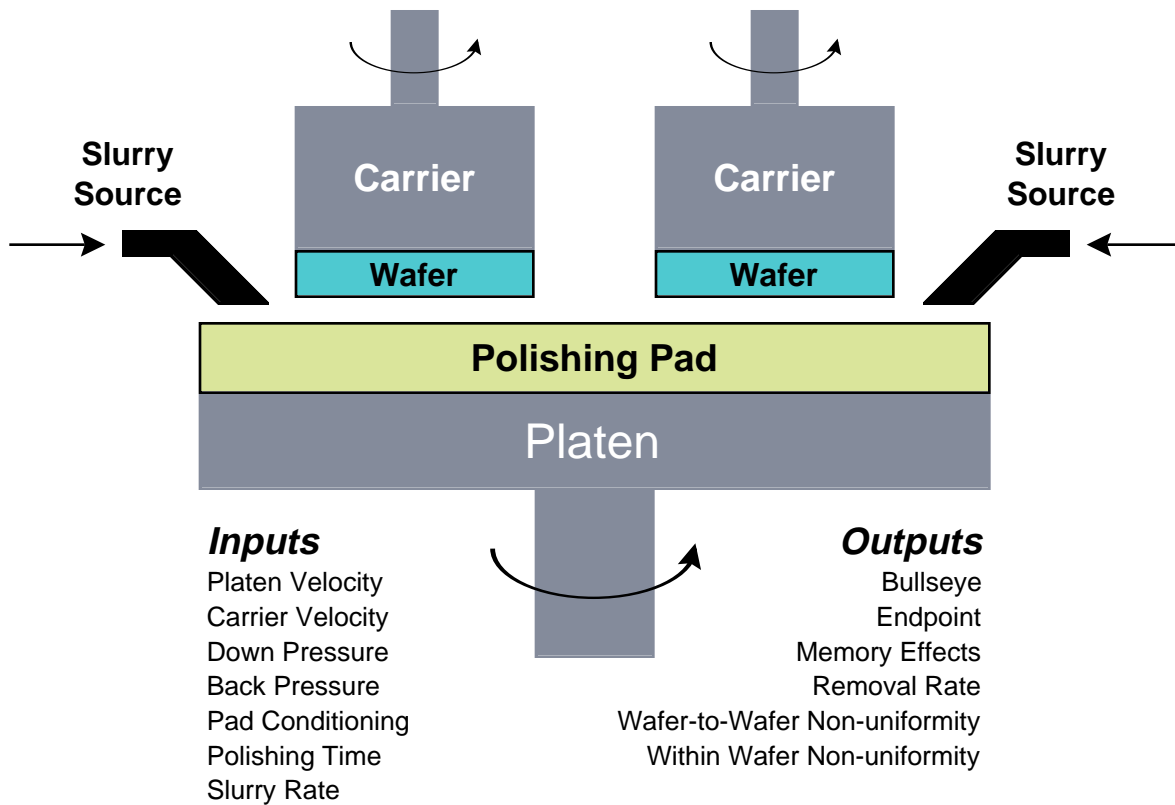 Slurry
Source
Carrier
Carrier
Slurry
Source
Wafer
Wafer
Polishing Pad
Platen
Inputs
Platen Velocity
Carrier Velocity
Down Pressure
Back Pressure
Pad Conditioning
Polishing Time
Slurry Rate
Outputs
Bullseye
Endpoint
Memory Effects
Removal Rate
Wafer-to-Wafer Non-uniformity
Within Wafer Non-uniformity